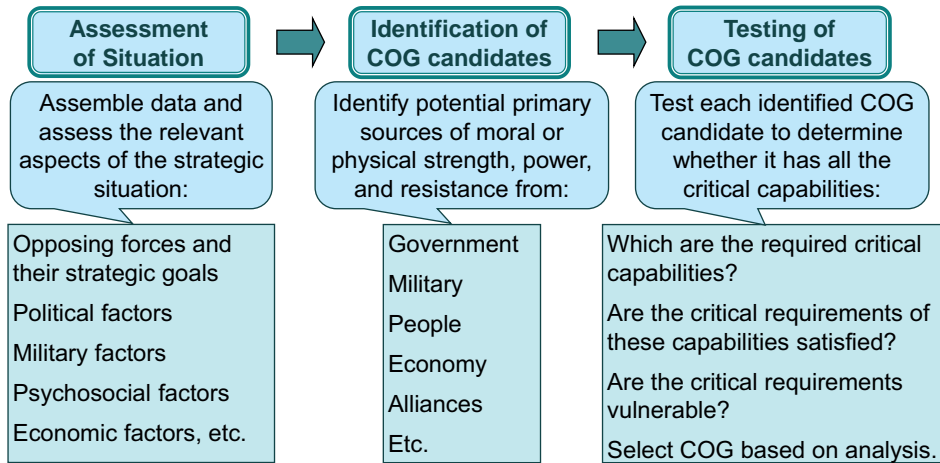 Assessment
of Situation
Identification of
COG candidates
Testing of
COG candidates
Assemble data and
assess the relevant
aspects of the strategic
situation:
Identify potential primary
sources of moral or
physical strength, power,
and resistance from:
Test each identified COG
candidate to determine
whether it has all the
critical capabilities:
Opposing forces and
their strategic goals
Political factors
Military factors
Psychosocial factors
Economic factors, etc.
Government
Military
People
Economy
Alliances
Etc.
Which are the required critical
capabilities?
Are the critical requirements of
these capabilities satisfied?
Are the critical requirements
vulnerable?
Select COG based on analysis.